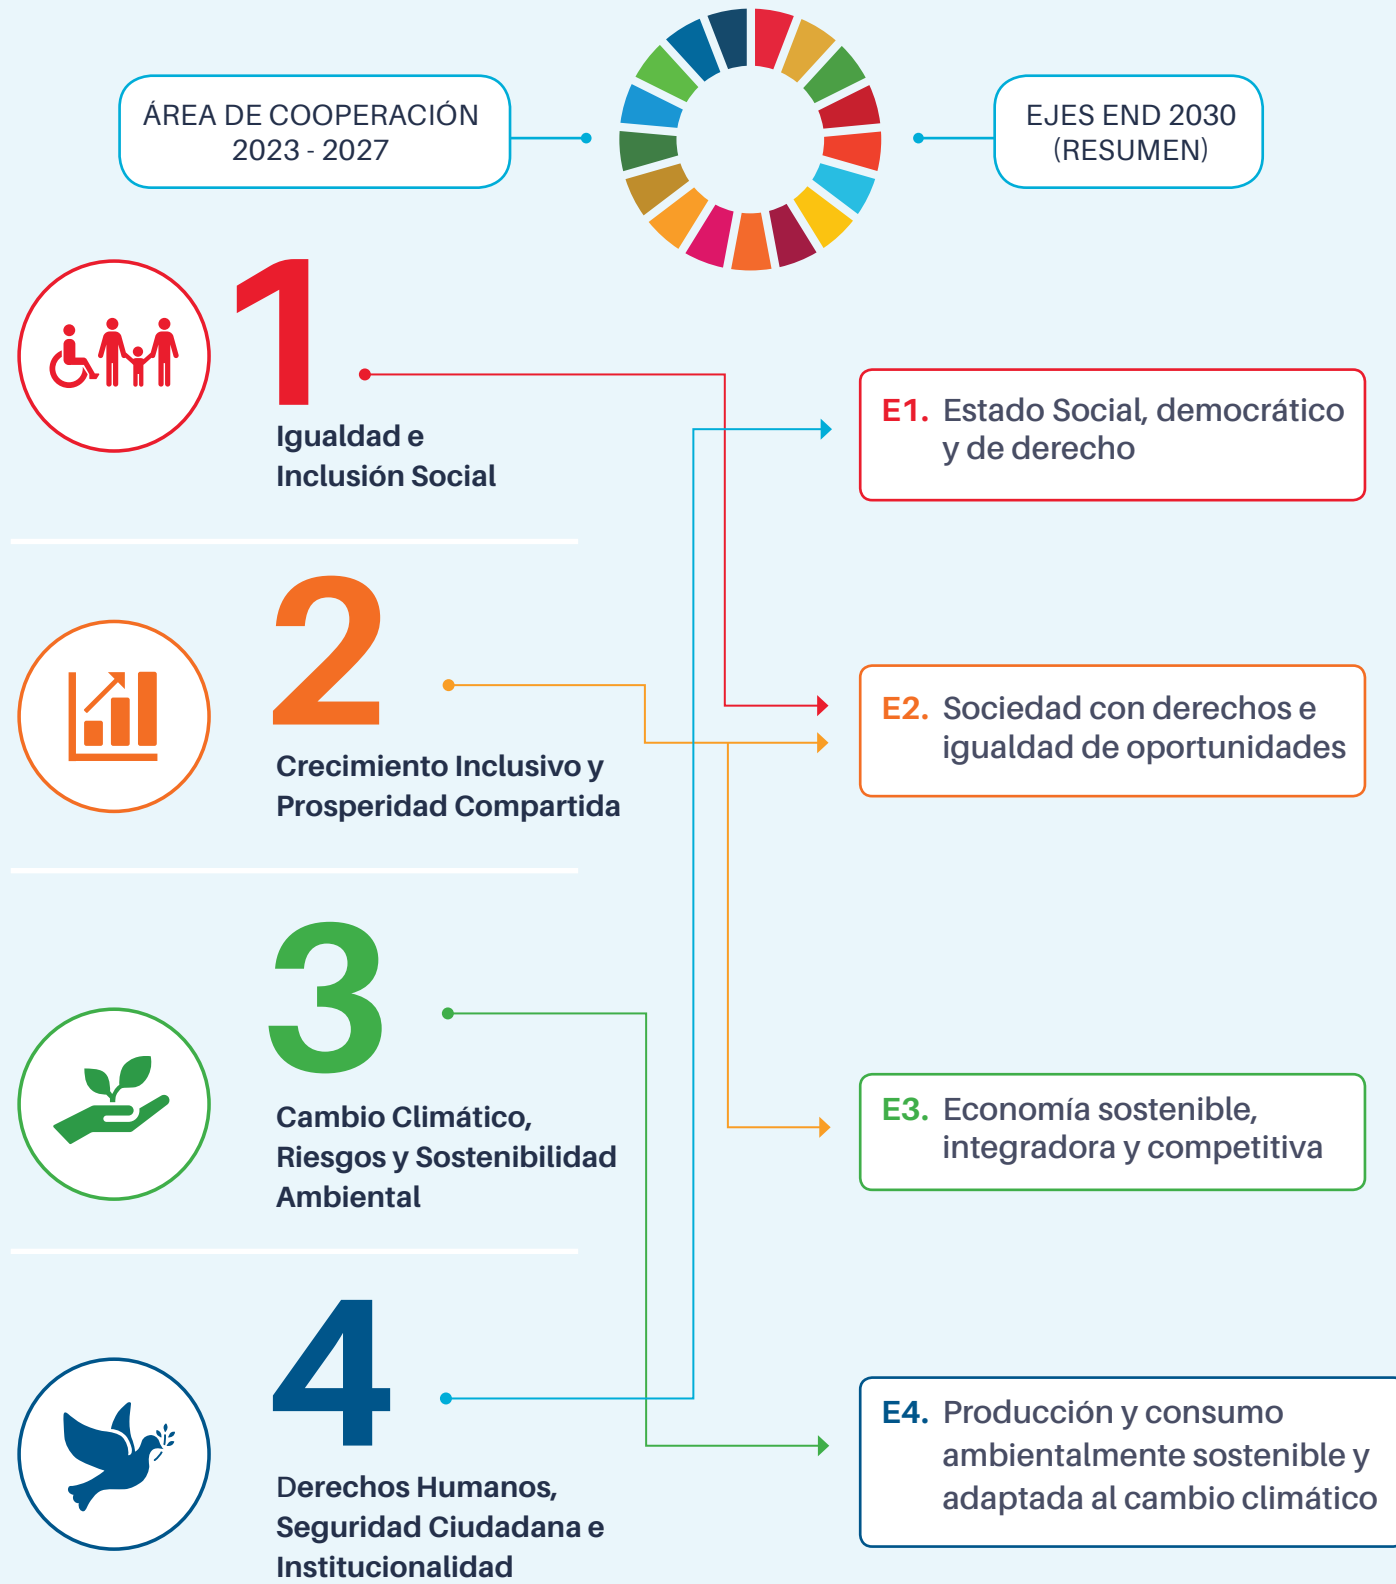 ÁREA DE COOPERACIÓN
2023 - 2027
EJES END 2030
(RESUMEN)
1
Igualdad e
Inclusión Social
E1. Estado Social, democrático
y de derecho
2
Crecimiento Inclusivo y
Prosperidad Compartida
E2. Sociedad con derechos e
igualdad de oportunidades
3
Cambio Climático,
Riesgos y Sostenibilidad
Ambiental
E3. Economía sostenible,
integradora y competitiva
4
Derechos Humanos,
Seguridad Ciudadana e
Institucionalidad
E4. Producción y consumo
ambientalmente sostenible y
adaptada al cambio climático